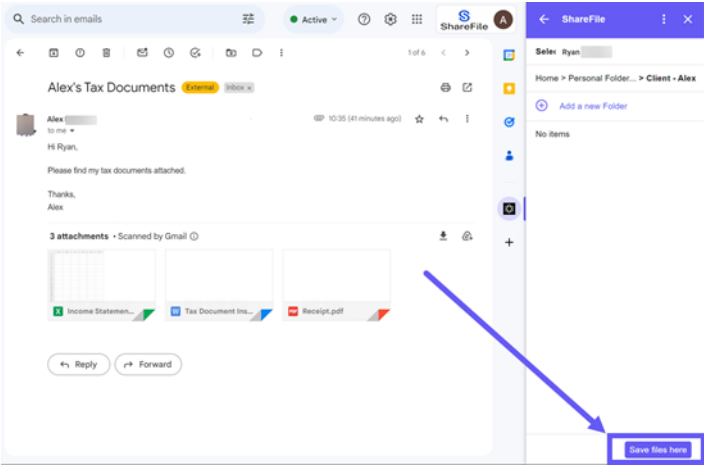 Search in emails
Active
ShareFile
A
1 of 6
Alex's Tax Documents External Inbox x
Alex
to me
10:35 (41 minutes ago)
Hi Ryan,
Please find my tax documents attached.
Thanks,
Alex
3 attachments • Scanned by Gmail
X Income Statemen...
W Tax Document Ins...
PDF Receipt.pdf
Reply
Forward
ShareFile
Selec Ryan
Home > Personal Folder... > Client - Alex
Add a new Folder
No items
Save files here